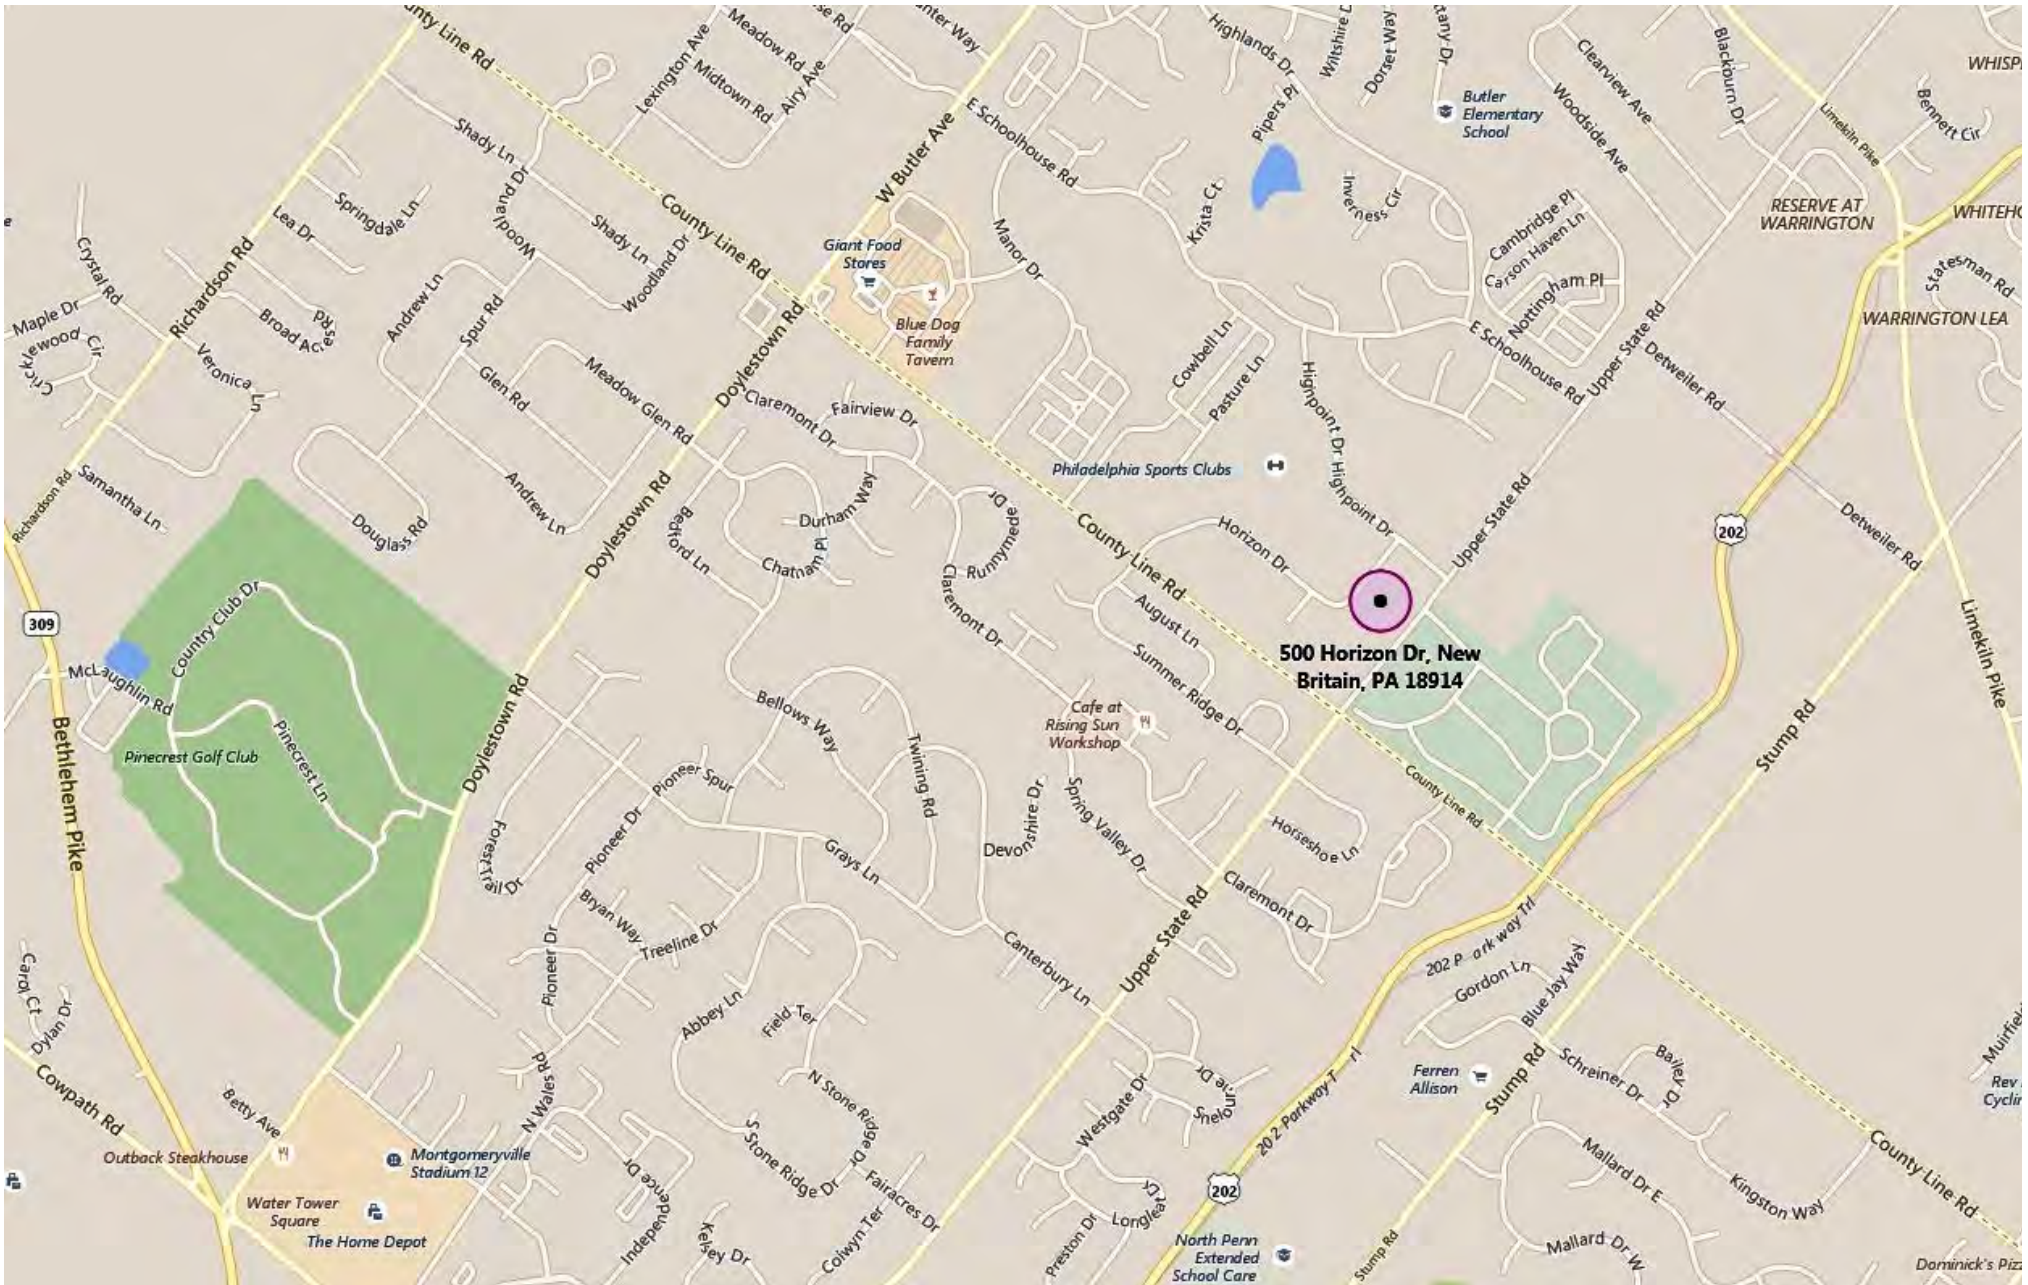 County Line Rd
Lexington Ave
Meadow Rd
Midtown Rd
Airy Ave
W Butler Ave
E Schoolhouse Rd
Highlands Dr
Pipers Pl
Dorset Way
Butler
Elementary
School
Clearview Ave
Woodside Ave
Blackburn Dr
Limekiln Pike
Bennett Cir
RESERVE AT
WARRINGTON
Statesman Rd
WARRINGTON LEA
Shady Ln
Woodland Dr
Springdale Ln
Lea Dr
Richardson Rd
Crystal Rd
Maple Dr
Cricklewood Cir
Veronica Ln
Broad Acres Rd
Andrew Ln
Spur Rd
Shady Ln
Woodland Dr
County Line Rd
Giant Food
Stores
Blue Dog
Family
Tavern
Manor Dr
Krista Ct
Inverness Cir
Cambridge Pl
Carson Haven Ln
Nottingham Pl
E Schoolhouse Rd
Upper State Rd
Detweiler Rd
Cowbell Ln
Pasture Ln
Highpoint Dr
Highpoint Dr
Philadelphia Sports Clubs
Glen Rd
Meadow Glen Rd
Doylestown Rd
Claremont Dr
Fairview Dr
Richardson Rd
Samantha Ln
Douglass Rd
Andrew Ln
Doylestown Rd
Bedford Ln
Durham Way
Chatham Pl
Runnymede Dr
County Line Rd
Horizon Dr
Upper State Rd
202
Detweiler Rd
309
Country Club Dr
McLaughlin Rd
Pinecrest Golf Club
Pinecrest Ln
Bethlehem Pike
Doylestown Rd
Claremont Dr
August Ln
Summer Ridge Dr
500 Horizon Dr, New
Britain, PA 18914
Limekiln Pike
Stump Rd
Cafe at
Rising Sun
Workshop
Bellows Way
Twining Rd
Devonshire Dr
Spring Valley Dr
Pioneer Spur
Pioneer Dr
Forest Trail Dr
Grays Ln
Horseshoe Ln
County Line Rd
Claremont Dr
Upper State Rd
Bryan Way
Treeline Dr
Pioneer Dr
Canterbury Ln
202 Parkway Trl
Gordon Ln
Blue Jay Way
Carol Ct
Dylan Dr
Abbey Ln
Field Ter
N Wales Rd
N Stone Ridge Dr
S Stone Ridge Dr
Fairacres Dr
Colwyn Ter
Westgate Dr
202 Parkway Trl
Ferren
Allison
Stump Rd
Schreiner Dr
Bailey Dr
Mallard Dr E
Kingston Way
County Line Rd
Cowpath Rd
Betty Ave
Outback Steakhouse
Montgomeryville
Stadium 12
Water Tower
Square
The Home Depot
Independence Dr
Kelsey Dr
Preston Dr
Longleaf Dr
202
North Penn
Extended
School Care
Stump Rd
Mallard Dr W